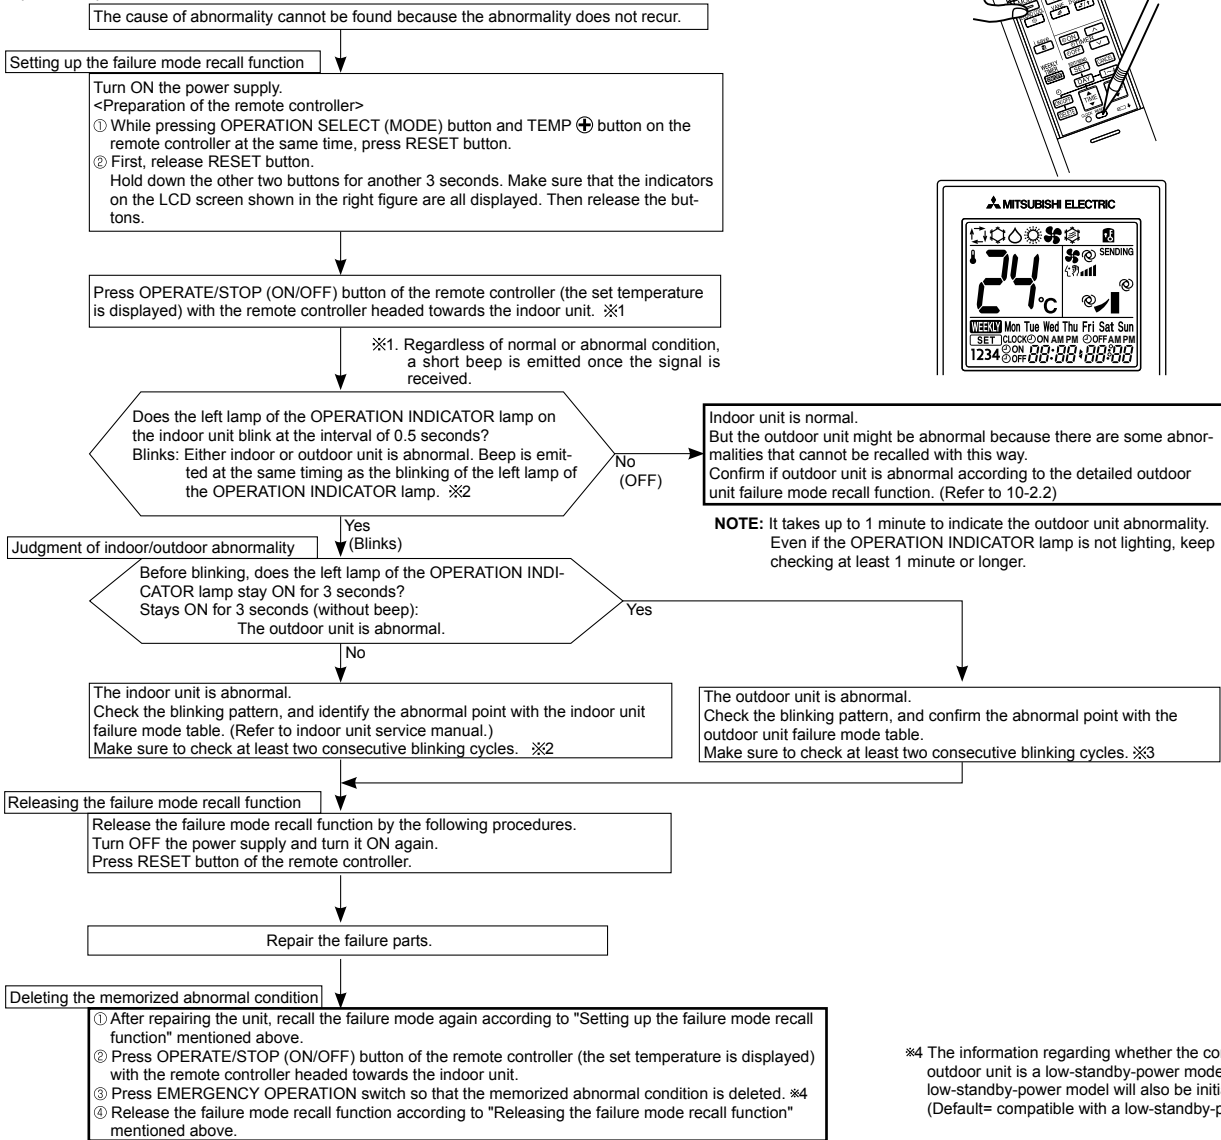 The cause of abnormality cannot be found because the abnormality does not recur.
Setting up the failure mode recall function
Turn ON the power supply.
<Preparation of the remote controller>
① While pressing OPERATION SELECT (MODE) button and TEMP ⊕ button on the
remote controller at the same time, press RESET button.
② First, release RESET button.
Hold down the other two buttons for another 3 seconds. Make sure that the indicators
on the LCD screen shown in the right figure are all displayed. Then release the but-
tons.
MITSUBISHI ELECTRIC
SENDING
24°C
WEEKLY Mon Tue Wed Thu Fri Sat Sun
SET CLOCK ON AM PM OFF AM PM
1234 ON OFF 88:88 88:88
Press OPERATE/STOP (ON/OFF) button of the remote controller (the set temperature
is displayed) with the remote controller headed towards the indoor unit. ※1
※1. Regardless of normal or abnormal condition,
a short beep is emitted once the signal is
received.
Does the left lamp of the OPERATION INDICATOR lamp on
the indoor unit blink at the interval of 0.5 seconds?
Blinks: Either indoor or outdoor unit is abnormal. Beep is emit-
ted at the same timing as the blinking of the left lamp of
the OPERATION INDICATOR lamp. ※2
No
(OFF)
Indoor unit is normal.
But the outdoor unit might be abnormal because there are some abnor-
malities that cannot be recalled with this way.
Confirm if outdoor unit is abnormal according to the detailed outdoor
unit failure mode recall function. (Refer to 10-2.2)
NOTE: It takes up to 1 minute to indicate the outdoor unit abnormality.
Even if the OPERATION INDICATOR lamp is not lighting, keep
checking at least 1 minute or longer.
Yes
(Blinks)
Judgment of indoor/outdoor abnormality
Before blinking, does the left lamp of the OPERATION INDI-
CATOR lamp stay ON for 3 seconds?
Stays ON for 3 seconds (without beep):
The outdoor unit is abnormal.
Yes
No
The indoor unit is abnormal.
Check the blinking pattern, and identify the abnormal point with the indoor unit
failure mode table. (Refer to indoor unit service manual.)
Make sure to check at least two consecutive blinking cycles. ※2
The outdoor unit is abnormal.
Check the blinking pattern, and confirm the abnormal point with the
outdoor unit failure mode table.
Make sure to check at least two consecutive blinking cycles. ※3
Releasing the failure mode recall function
Release the failure mode recall function by the following procedures.
Turn OFF the power supply and turn it ON again.
Press RESET button of the remote controller.
Repair the failure parts.
Deleting the memorized abnormal condition
① After repairing the unit, recall the failure mode again according to "Setting up the failure mode recall
function" mentioned above.
② Press OPERATE/STOP (ON/OFF) button of the remote controller (the set temperature is displayed)
with the remote controller headed towards the indoor unit.
③ Press EMERGENCY OPERATION switch so that the memorized abnormal condition is deleted. ※4
④ Release the failure mode recall function according to "Releasing the failure mode recall function"
mentioned above.
※4 The information regarding whether the
outdoor unit is a low-standby-power
low-standby-power model will also be
(Default= compatible with a